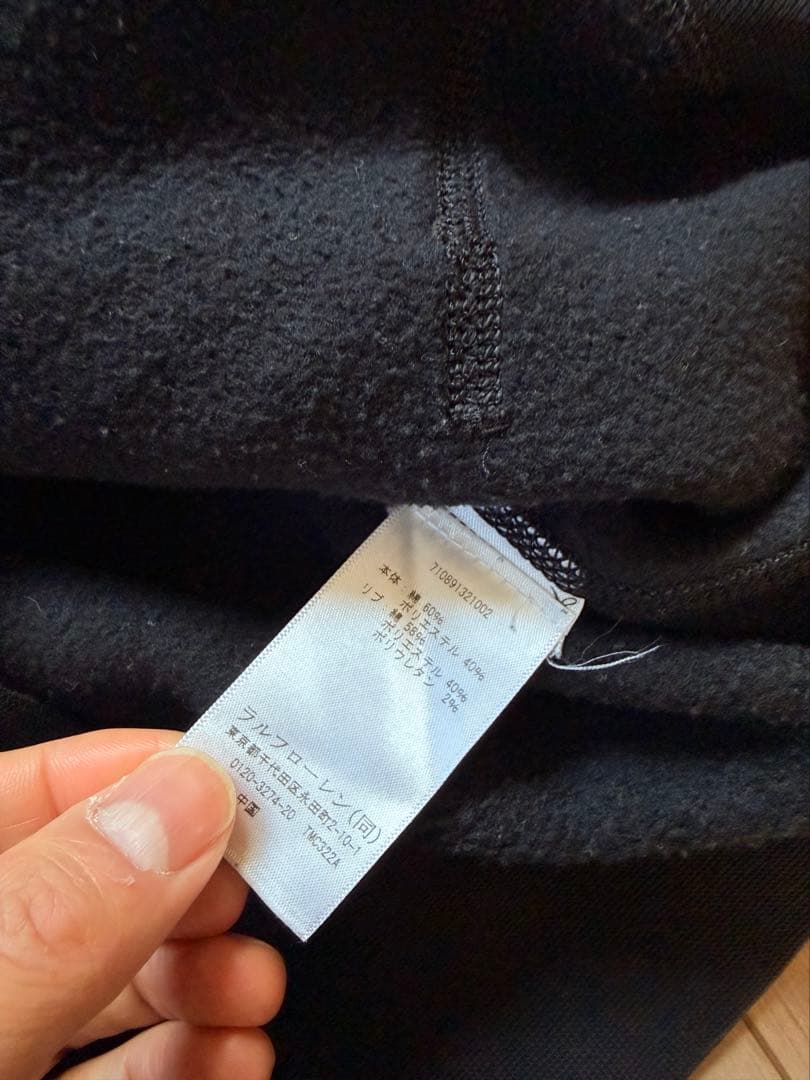 710891321002
本体 綿 60%
ポリエステル 40%
リブ 綿 58%
ポリエステル 40%
ポリウレタン 2%
ラルフローレン(同)
東京都千代田区永田町2-10-1
0120-3274-20 TMC322A
中国